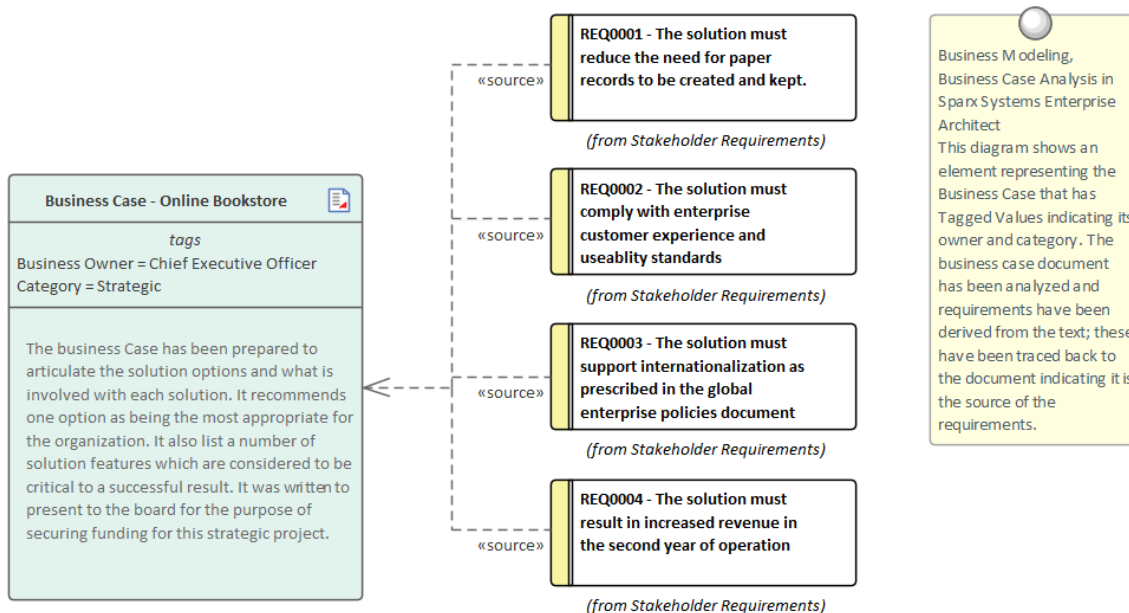 Business Case - Online Bookstore
tags
Business Owner = Chief Executive Officer
Category = Strategic
The business Case has been prepared to
articulate the solution options and what is
involved with each solution. It recommends
one option as being the most appropriate for
the organization. It also list a number of
solution features which are considered to be
critical to a successful result. It was written to
present to the board for the purpose of
securing funding for this strategic project.
«source»
REQ0001 - The solution must
reduce the need for paper
records to be created and kept.
(from Stakeholder Requirements)
«source»
REQ0002 - The solution must
comply with enterprise
customer experience and
useablity standards
(from Stakeholder Requirements)
«source»
REQ0003 - The solution must
support internationalization as
prescribed in the global
enterprise policies document
(from Stakeholder Requirements)
«source»
REQ0004 - The solution must
result in increased revenue in
the second year of operation
(from Stakeholder Requirements)
Business Modeling,
Business Case Analysis in
Sparx Systems Enterprise
Architect
This diagram shows an
element representing the
Business Case that has
Tagged Values indicating its
owner and category. The
business case document
has been analyzed and
requirements have been
derived from the text; these
have been traced back to
the document indicating it is
the source of the
requirements.